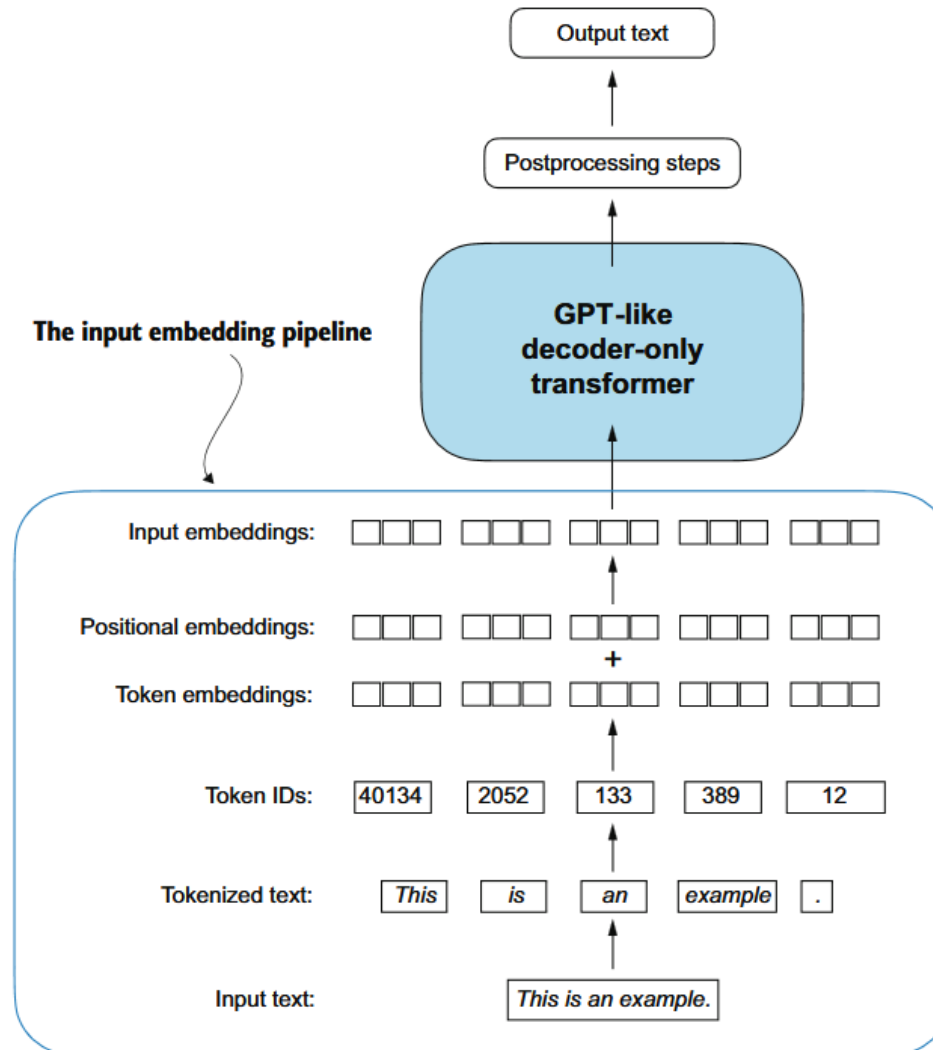 Output text
Postprocessing steps
GPT-like
decoder-only
transformer
The input embedding pipeline
Input embeddings:
Positional embeddings:
+
Token embeddings:
Token IDs: 40134 2052 133 389 12
Tokenized text: This is an example .
Input text: This is an example.